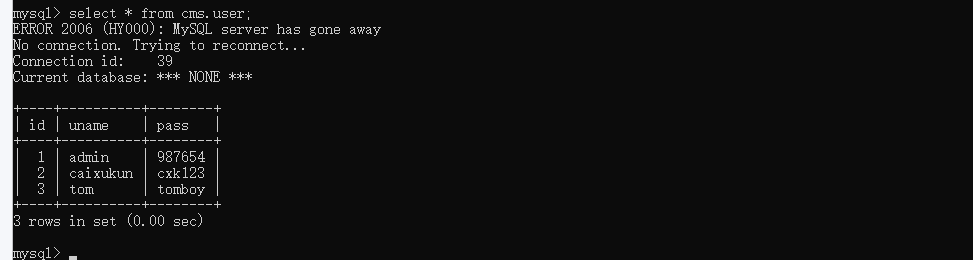 mysql> select * from cms.user;
ERROR 2006 (HY000): MySQL server has gone away
No connection. Trying to reconnect...
Connection id:    39
Current database: *** NONE ***
+----+----------+--------+
| id | uname    | pass   |
+----+----------+--------+
|  1 | admin    | 987654 |
|  2 | caixukun | cxk123 |
|  3 | tom      | tomboy |
+----+----------+--------+
3 rows in set (0.00 sec)
mysql>